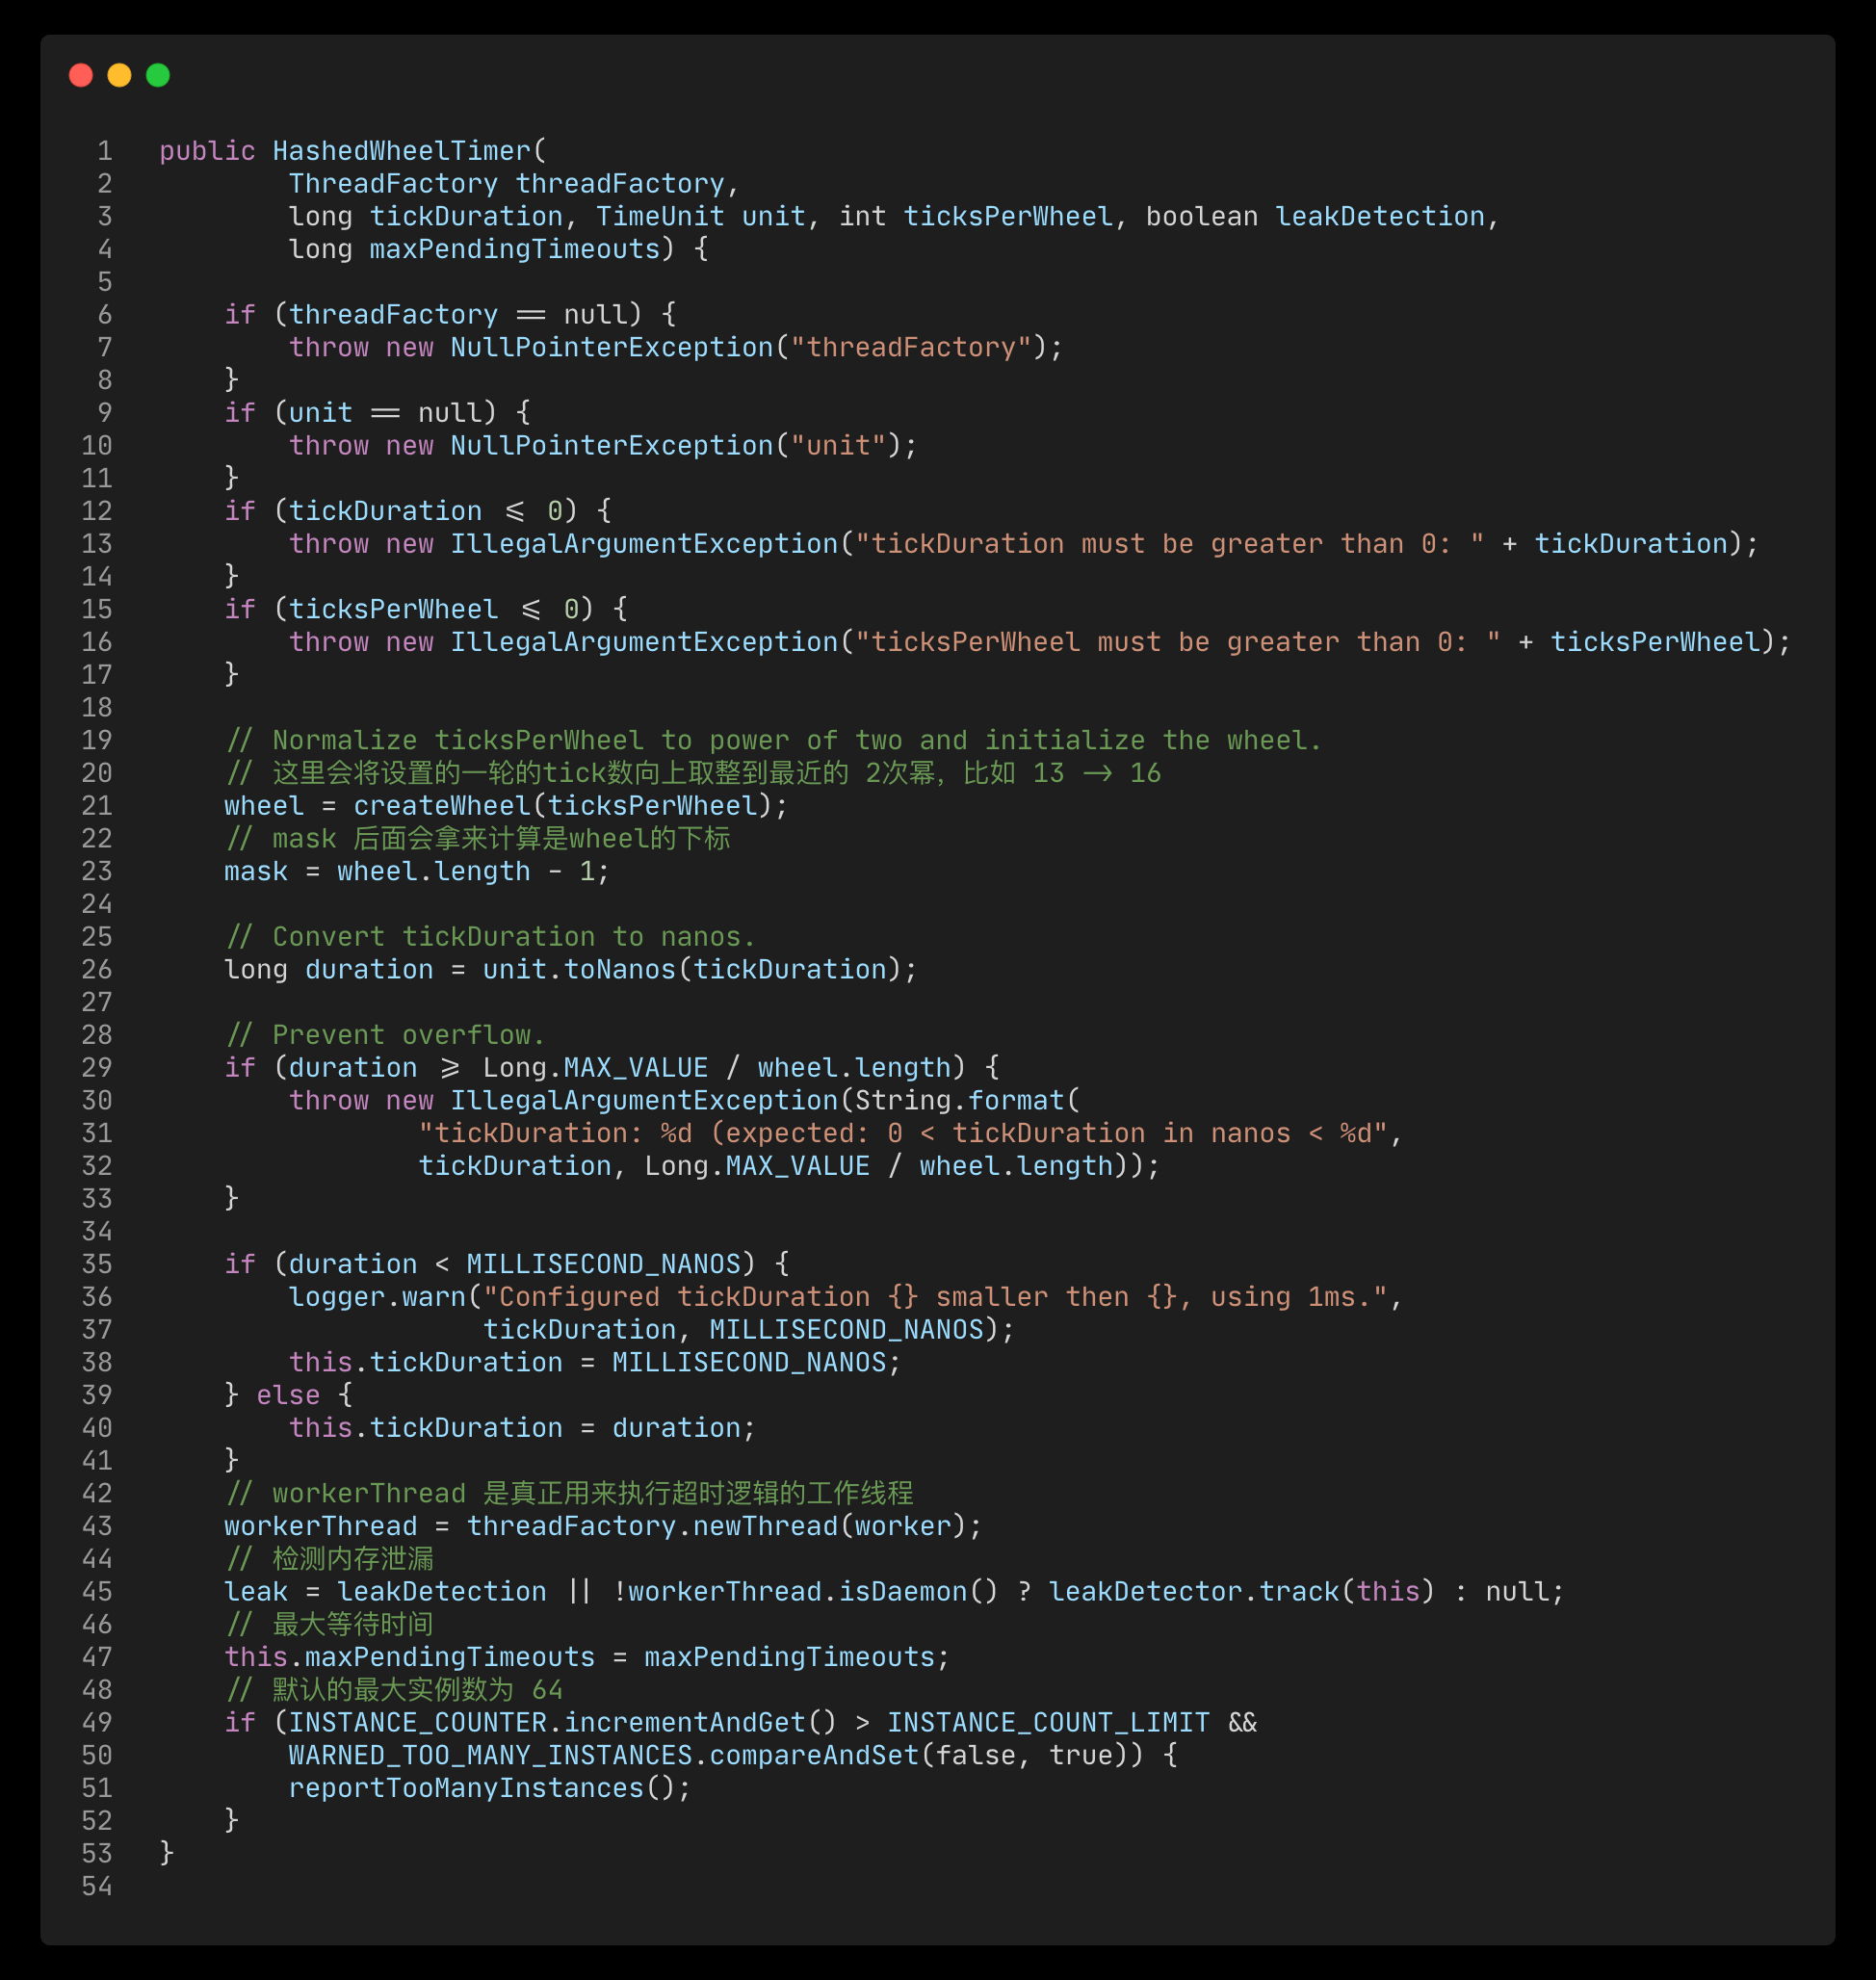 1 public HashedWheelTimer(
2 ThreadFactory threadFactory,
3 long tickDuration, TimeUnit unit, int ticksPerWheel, boolean leakDetection,
4 long maxPendingTimeouts) {
5
6 if (threadFactory == null) {
7 throw new NullPointerException("threadFactory");
8 }
9 if (unit == null) {
10 throw new NullPointerException("unit");
11 }
12 if (tickDuration <= 0) {
13 throw new IllegalArgumentException("tickDuration must be greater than 0: " + tickDuration);
14 }
15 if (ticksPerWheel <= 0) {
16 throw new IllegalArgumentException("ticksPerWheel must be greater than 0: " + ticksPerWheel);
17 }
18
19 // Normalize ticksPerWheel to power of two and initialize the wheel.
20 // 这里会将设置的一轮的tick数向上取整到最近的 2次幂，比如 13 -> 16
21 wheel = createWheel(ticksPerWheel);
22 // mask 后面会拿来计算是wheel的下标
23 mask = wheel.length - 1;
24
25 // Convert tickDuration to nanos.
26 long duration = unit.toNanos(tickDuration);
27
28 // Prevent overflow.
29 if (duration >= Long.MAX_VALUE / wheel.length) {
30 throw new IllegalArgumentException(String.format(
31 "tickDuration: %d (expected: 0 < tickDuration in nanos < %d",
32 tickDuration, Long.MAX_VALUE / wheel.length));
33 }
34
35 if (duration < MILLISECOND_NANOS) {
36 logger.warn("Configured tickDuration {} smaller then {}, using 1ms.",
37 tickDuration, MILLISECOND_NANOS);
38 this.tickDuration = MILLISECOND_NANOS;
39 } else {
40 this.tickDuration = duration;
41 }
42 // workerThread 是真正用来执行超时逻辑的工作线程
43 workerThread = threadFactory.newThread(worker);
44 // 检测内存泄漏
45 leak = leakDetection || !workerThread.isDaemon() ? leakDetector.track(this) : null;
46 // 最大等待时间
47 this.maxPendingTimeouts = maxPendingTimeouts;
48 // 默认的最大实例数为 64
49 if (INSTANCE_COUNTER.incrementAndGet() > INSTANCE_COUNT_LIMIT &&
50 WARNED_TOO_MANY_INSTANCES.compareAndSet(false, true)) {
51 reportTooManyInstances();
52 }
53 }
54